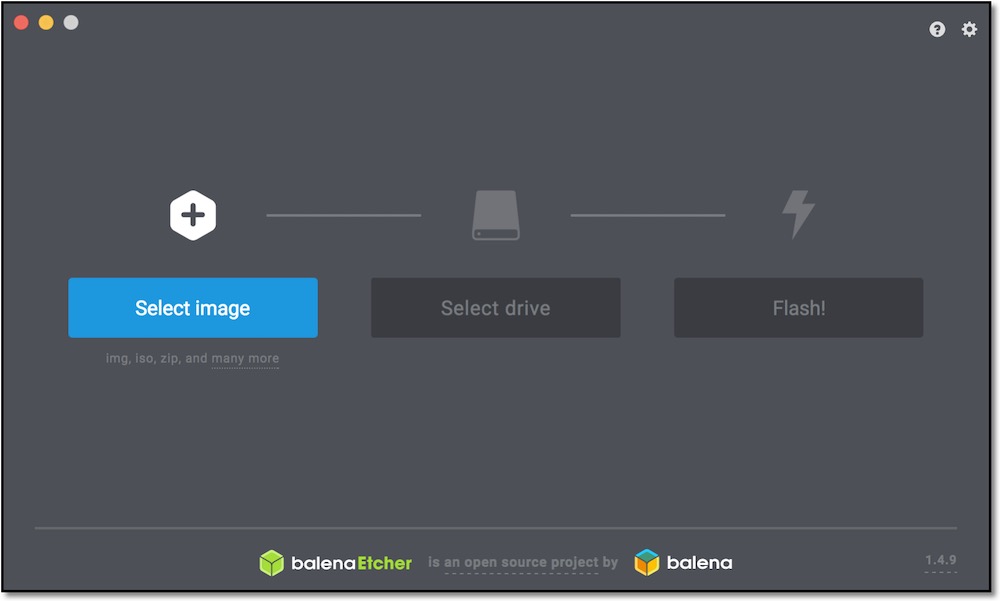 Select image
Select drive
Flash!
img, iso, zip, and many more
balenaEtcher is an open source project by balena
1.4.9